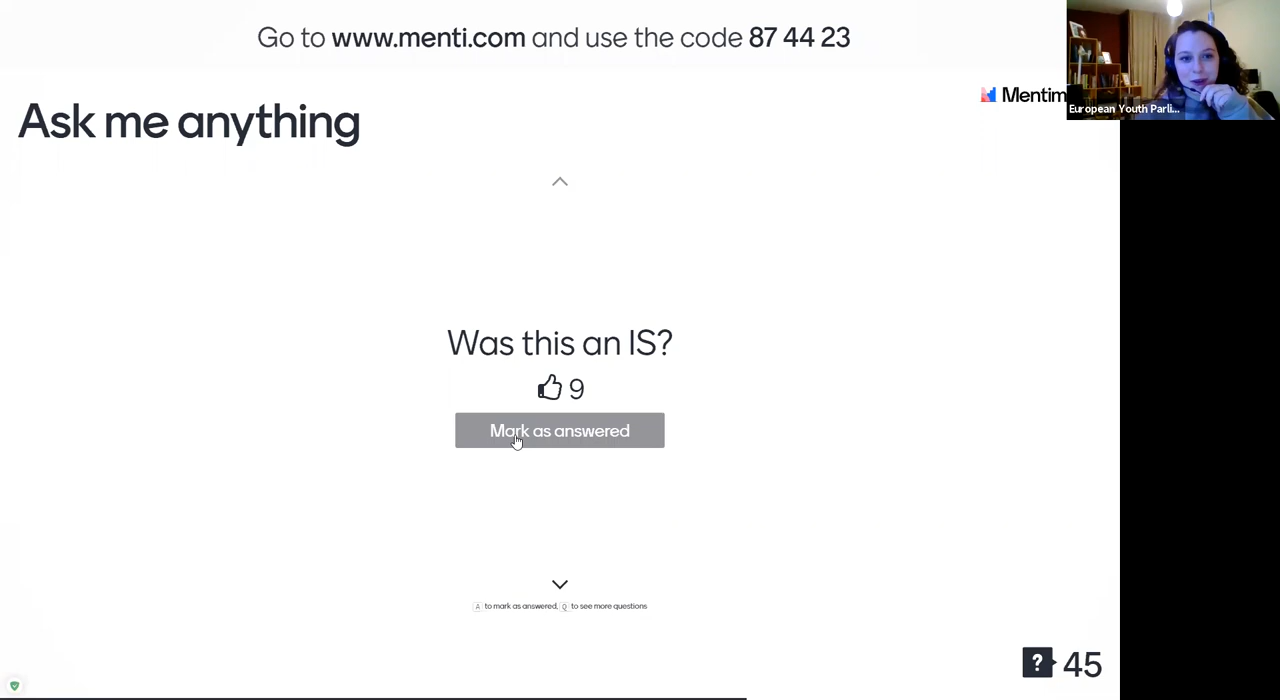 Go to www.menti.com and use the code 87 44 23
Mentim
European Youth Parli...
Ask me anything
Was this an IS?
9
Mark as answered
A to mark as answered, Q to see more questions
? 45